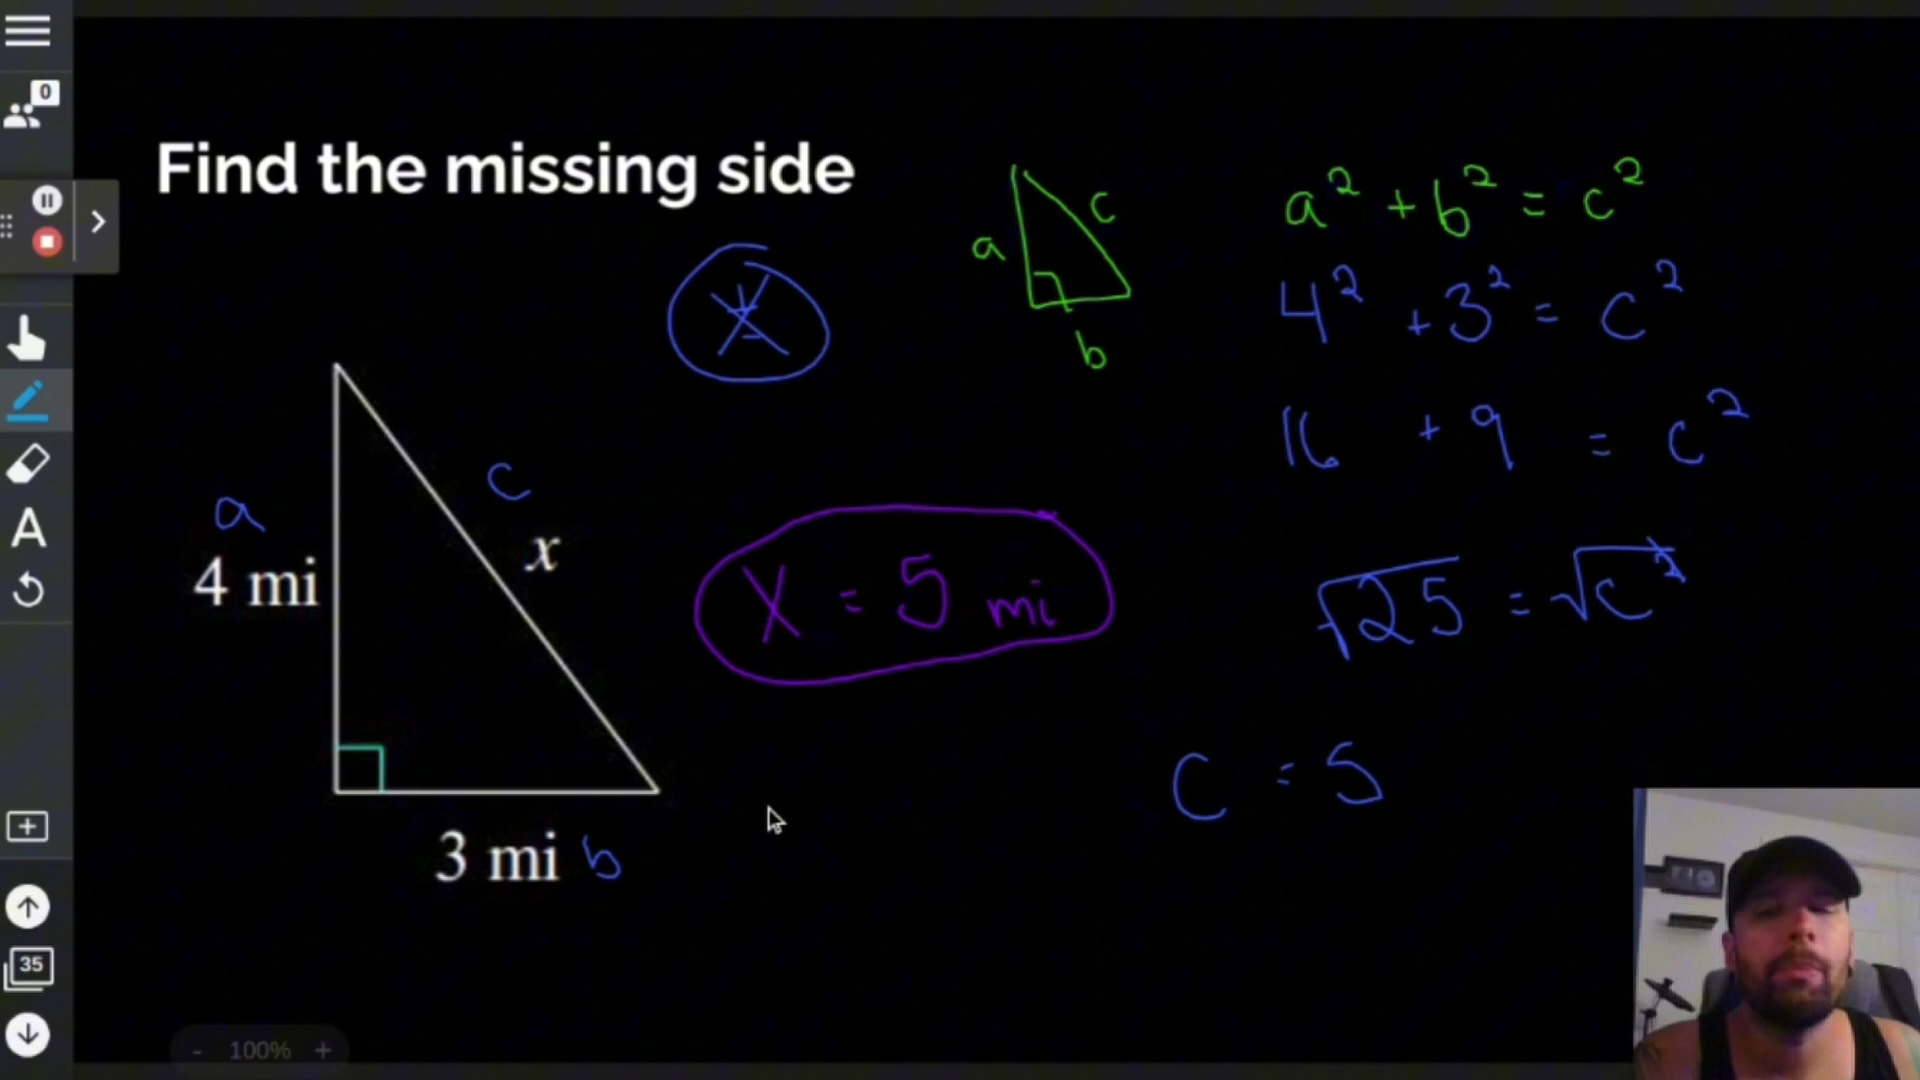 0
Find the missing side
a
c
b
a² + b² = c²
4² + 3² = c²
16 + 9 = c²
√25 = √c²
c = 5
a
4 mi
c
x
3 mi b
x = 5 mi
A
35
- 100% +